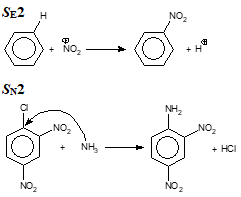 SE2
H
⊕NO2
+
NO2
+ H⊕
SN2
Cl
NO2
NO2
+
NH3
NH2
NO2
NO2
+ HCl